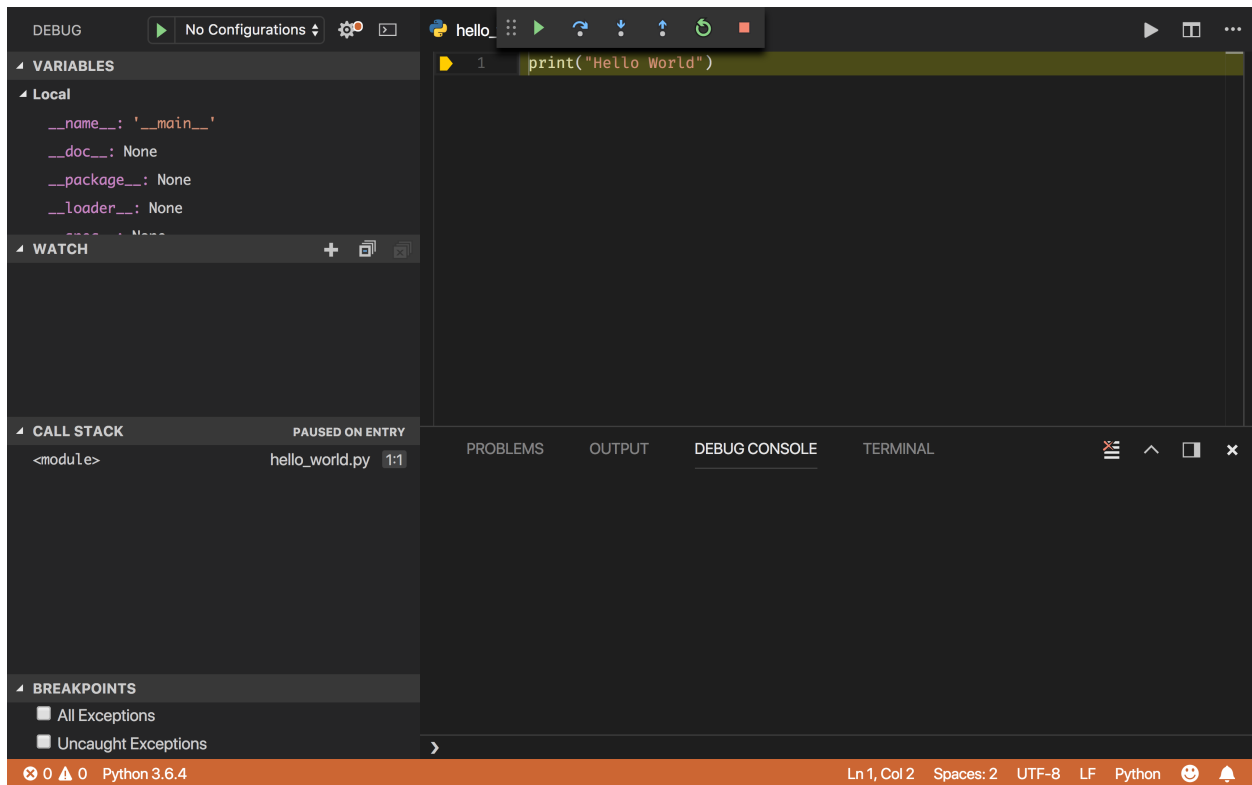 DEBUG
No Configurations
VARIABLES
Local
__name__: '__main__'
__doc__: None
__package__: None
__loader__: None
WATCH
CALL STACK
PAUSED ON ENTRY
<module>
hello_world.py 1:1
BREAKPOINTS
All Exceptions
Uncaught Exceptions
hello_
1 print("Hello World")
PROBLEMS OUTPUT DEBUG CONSOLE TERMINAL
0 0 Python 3.6.4
Ln 1, Col 2 Spaces: 2 UTF-8 LF Python